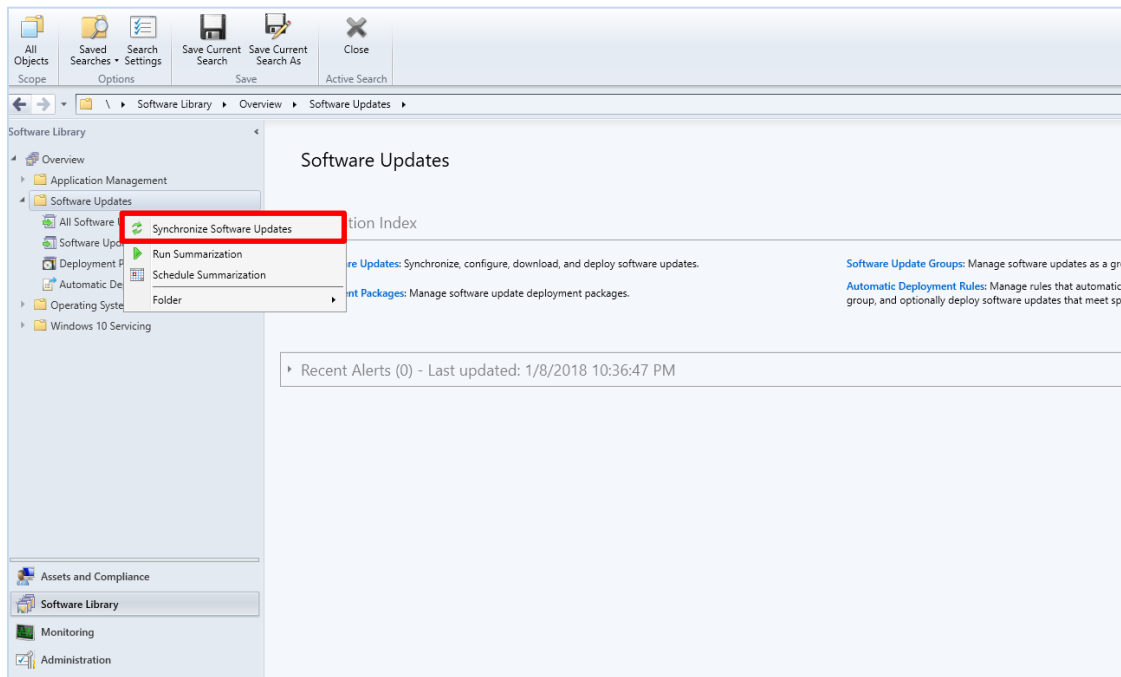 All Objects
Saved Searches
Search Settings
Save Current Search
Save Current Search As
Close
Scope
Options
Save
Active Search
\ Software Library Overview Software Updates
Software Library
Overview
Application Management
Software Updates
All Software
Software Upd
Deployment P
Automatic De
Operating Syste
Windows 10 Servicing
Synchronize Software Updates
Run Summarization
Schedule Summarization
Folder
Software Updates
tion Index
re Updates: Synchronize, configure, download, and deploy software updates.
Software Update Groups: Manage software updates as a gr
nt Packages: Manage software update deployment packages.
Automatic Deployment Rules: Manage rules that automatic
group, and optionally deploy software updates that meet sp
Recent Alerts (0) - Last updated: 1/8/2018 10:36:47 PM
Assets and Compliance
Software Library
Monitoring
Administration